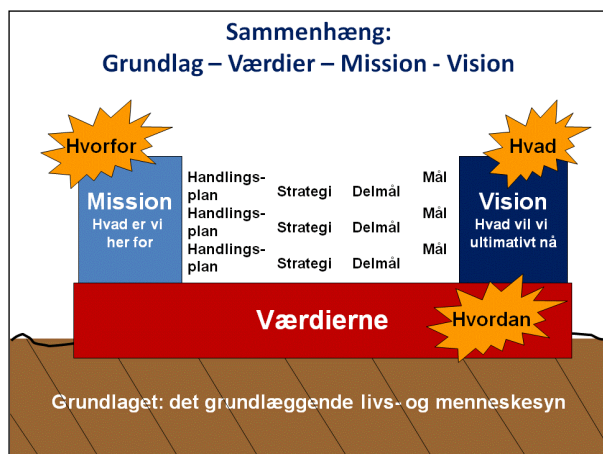 Sammenhæng:
Grundlag – Værdier – Mission - Vision
Hvorfor
Hvad
Mission
Hvad er vi
her for
Handlings-
plan
Strategi
Delmål
Mål
Handlings-
plan
Strategi
Delmål
Mål
Handlings-
plan
Strategi
Delmål
Mål
Vision
Hvad vil vi
ultimativt nå
Værdierne
Hvordan
Grundlaget: det grundlæggende livs- og menneskesyn